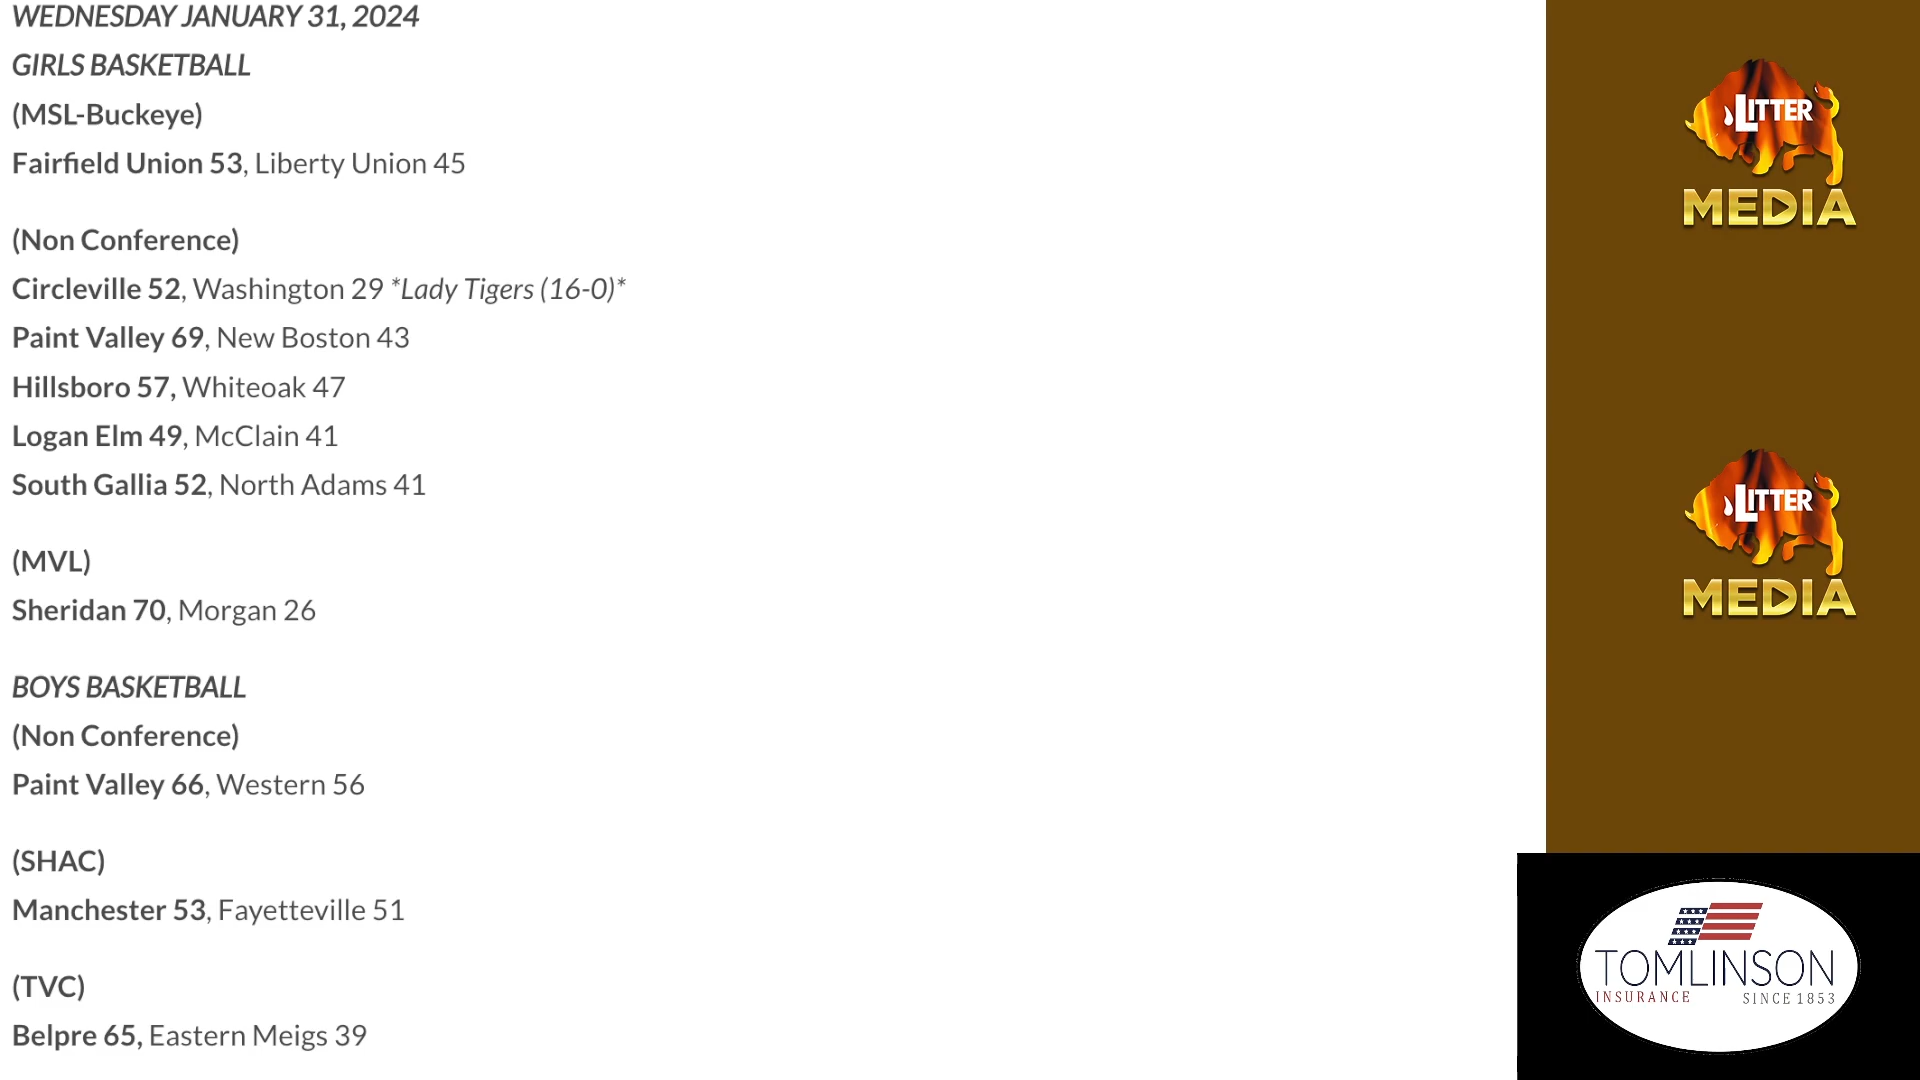 WEDNESDAY JANUARY 31, 2024
GIRLS BASKETBALL
(MSL-Buckeye)
Fairfield Union 53, Liberty Union 45
(Non Conference)
Circleville 52, Washington 29 *Lady Tigers (16-0)*
Paint Valley 69, New Boston 43
Hillsboro 57, Whiteoak 47
Logan Elm 49, McClain 41
South Gallia 52, North Adams 41
(MVL)
Sheridan 70, Morgan 26
BOYS BASKETBALL
(Non Conference)
Paint Valley 66, Western 56
(SHAC)
Manchester 53, Fayetteville 51
(TVC)
Belpre 65, Eastern Meigs 39
LITTER
MEDIA
LITTER
MEDIA
TOMLINSON
INSURANCE SINCE 1853